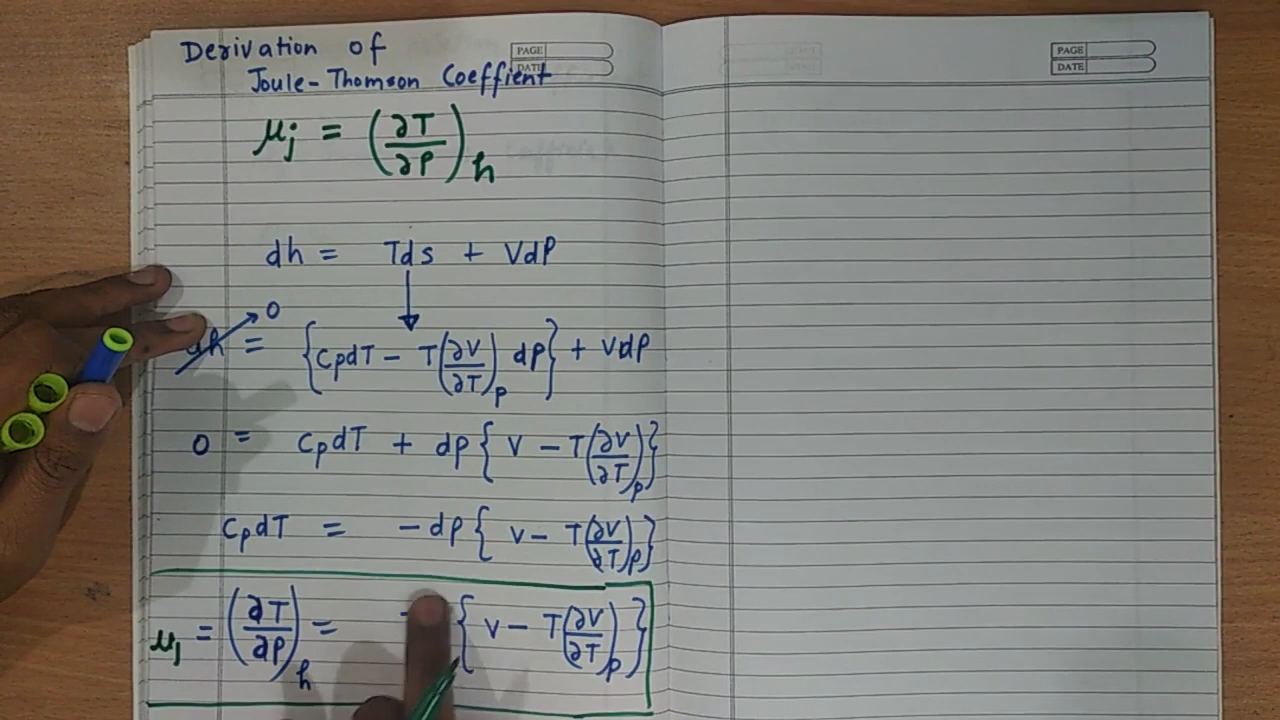 Derivation of
PAGE
DATE
Joule-Thomson Coeffient
PAGE
DATE
μj = (∂T/∂P)h
dh = Tds + VdP
0
dh = {CpdT - T(∂V/∂T)p dp} + Vdp
0 = CpdT + dp{V - T(∂V/∂T)p}
CpdT = -dp{V - T(∂V/∂T)p}
μj = (∂T/∂P)h = - {V - T(∂V/∂T)p}